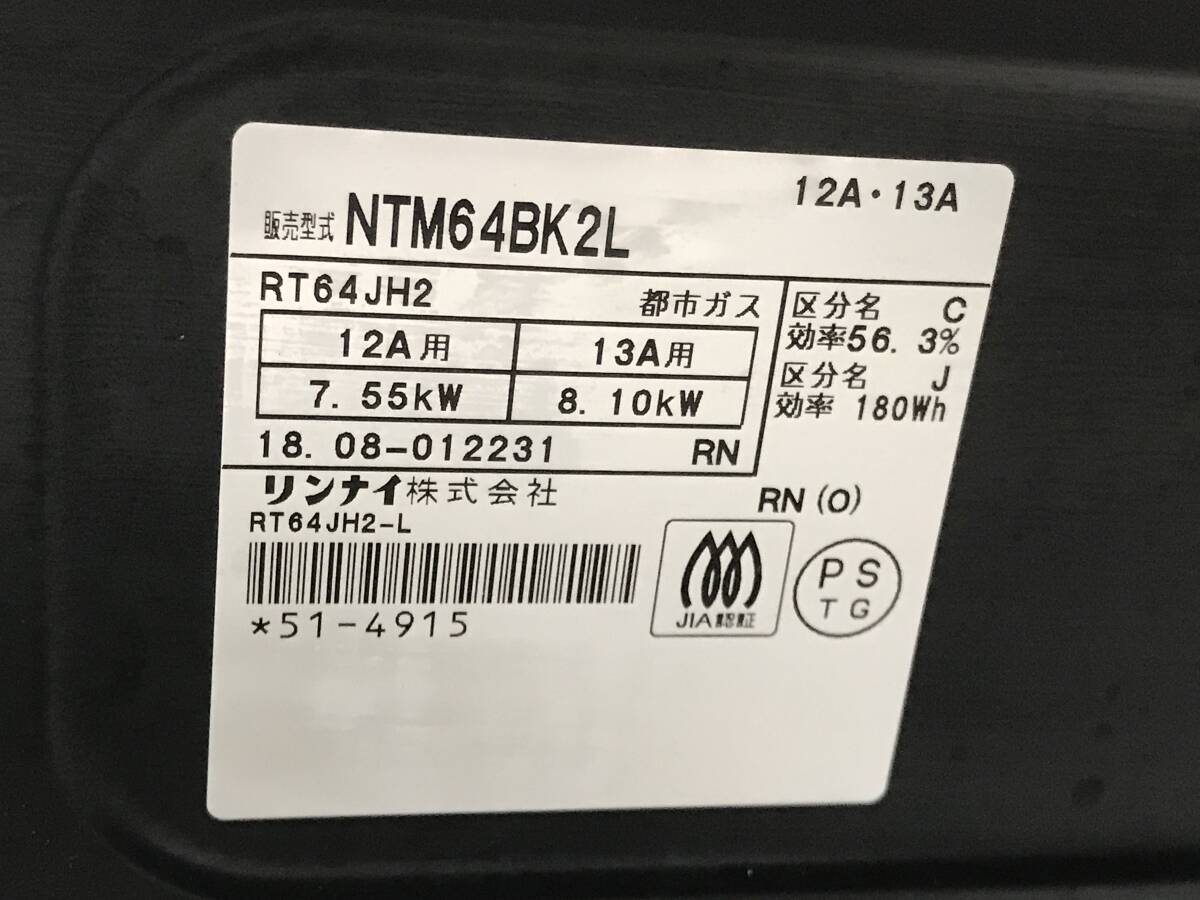 12A・13A
販売型式 NTM64BK2L
RT64JH2 都市ガス
12A用 13A用
7. 55kW 8. 10kW
18. 08-012231 RN
区分名 C
効率56. 3%
区分名 J
効率 180Wh
リンナイ株式会社
RN (O)
RT64JH2-L
*51-4915
JIA認証
PS
TG